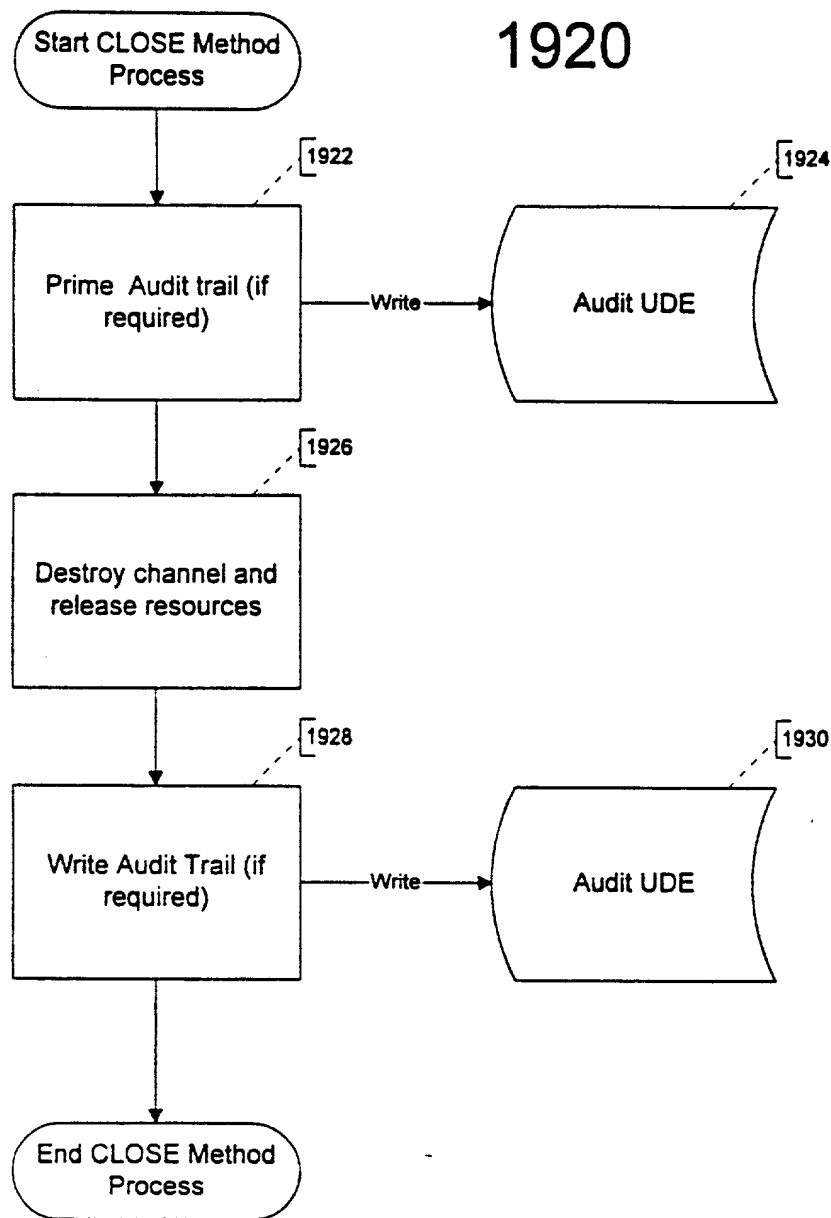 Start CLOSE Method
Process
1920
1922
1924
Prime Audit trail (if
required)
Write
Audit UDE
1926
Destroy channel and
release resources
1928
1930
Write Audit Trail (if
required)
Write
Audit UDE
End CLOSE Method
Process